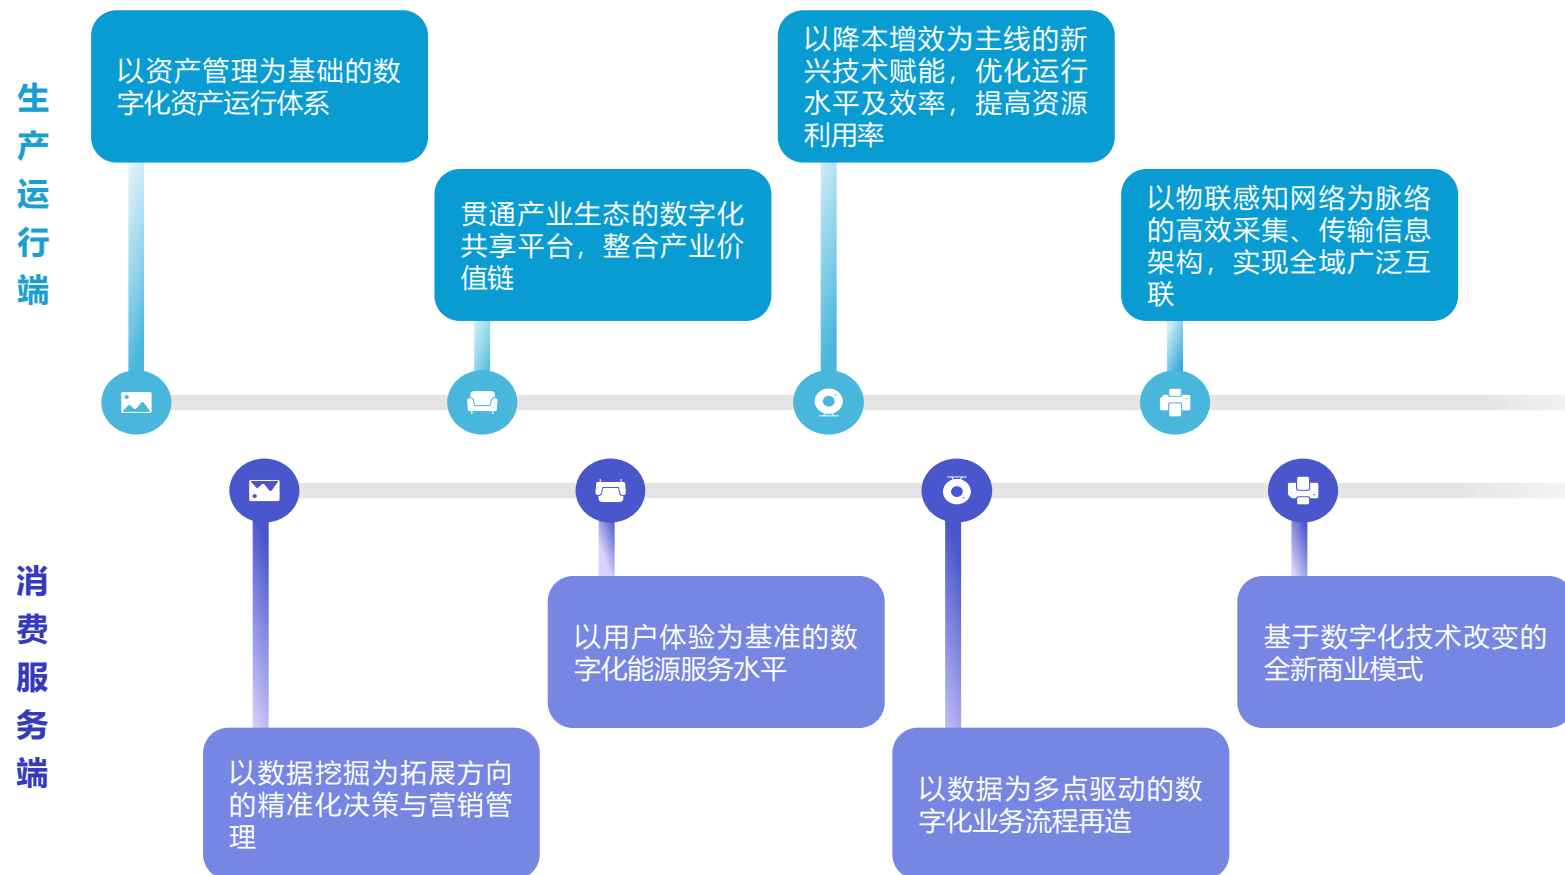 生产运行端
以资产管理为基础的数
字化资产运行体系
贯通产业生态的数字化
共享平台，整合产业价
值链
以降本增效为主线的新
兴技术赋能，优化运行
水平及效率，提高资源
利用率
以物联感知网络为脉络
的高效采集、传输信息
架构，实现全域广泛互
联
消费服务端
以数据挖掘为拓展方向
的精准化决策与营销管
理
以用户体验为基准的数
字化能源服务水平
以数据为多点驱动的数
字化业务流程再造
基于数字化技术改变的
全新商业模式